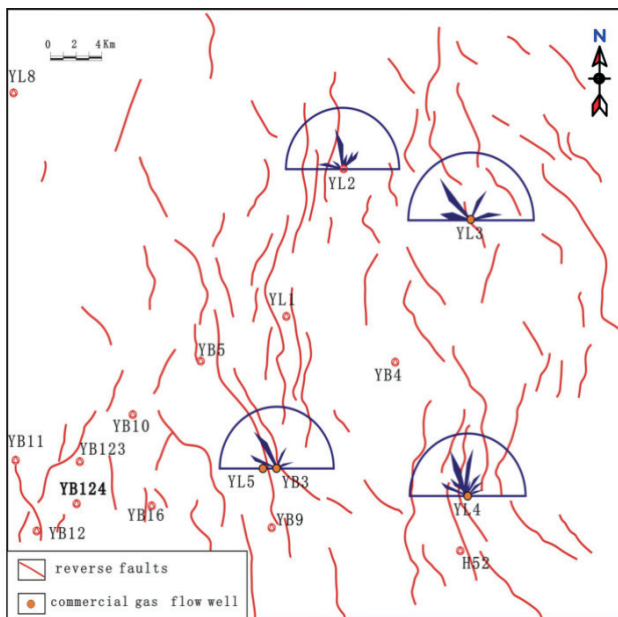 N
0 2 4Km
YL8
YL2
YL3
YL1
YB5
YB4
YB10
YB11
YB123
YL5
YB3
YB124
YL4
YB16
YB12
YB9
H52
reverse faults
commercial gas flow well